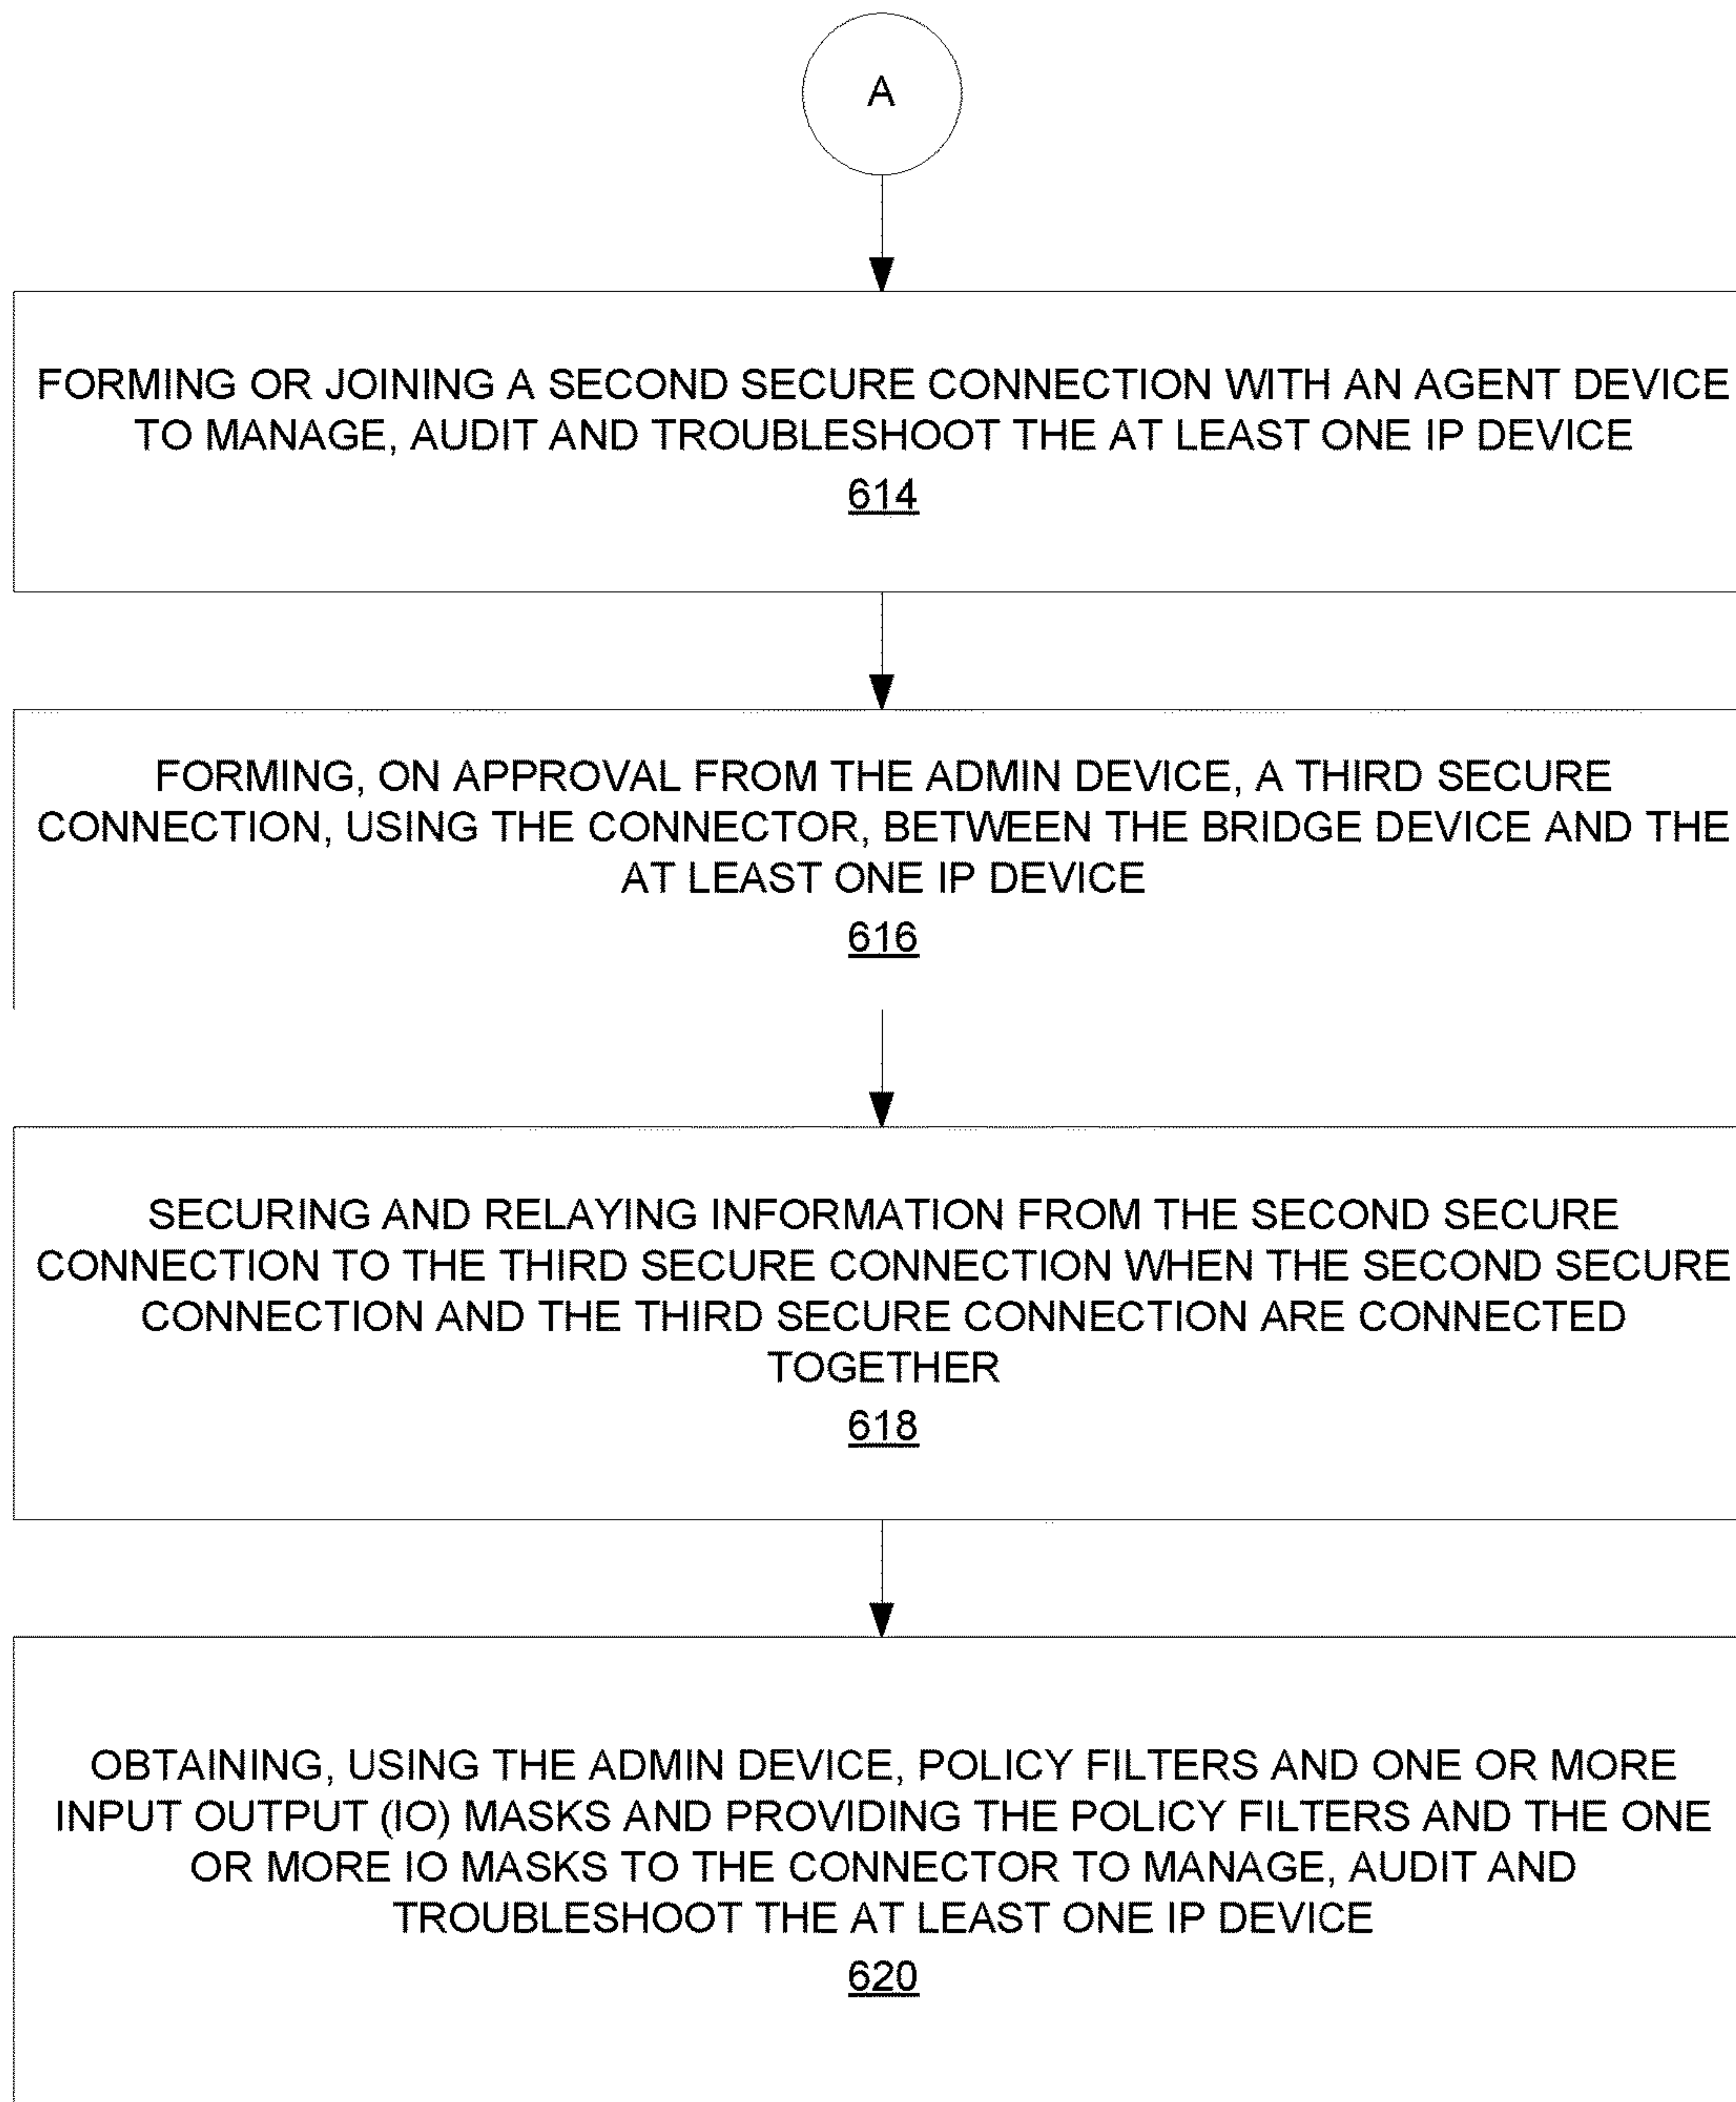 A
FORMING OR JOINING A SECOND SECURE CONNECTION WITH AN AGENT DEVICE
TO MANAGE, AUDIT AND TROUBLESHOOT THE AT LEAST ONE IP DEVICE
614
FORMING, ON APPROVAL FROM THE ADMIN DEVICE, A THIRD SECURE
CONNECTION, USING THE CONNECTOR, BETWEEN THE BRIDGE DEVICE AND THE
AT LEAST ONE IP DEVICE
616
SECURING AND RELAYING INFORMATION FROM THE SECOND SECURE
CONNECTION TO THE THIRD SECURE CONNECTION WHEN THE SECOND SECURE
CONNECTION AND THE THIRD SECURE CONNECTION ARE CONNECTED
TOGETHER
618
OBTAINING, USING THE ADMIN DEVICE, POLICY FILTERS AND ONE OR MORE
INPUT OUTPUT (IO) MASKS AND PROVIDING THE POLICY FILTERS AND THE ONE
OR MORE IO MASKS TO THE CONNECTOR TO MANAGE, AUDIT AND
TROUBLESHOOT THE AT LEAST ONE IP DEVICE
620